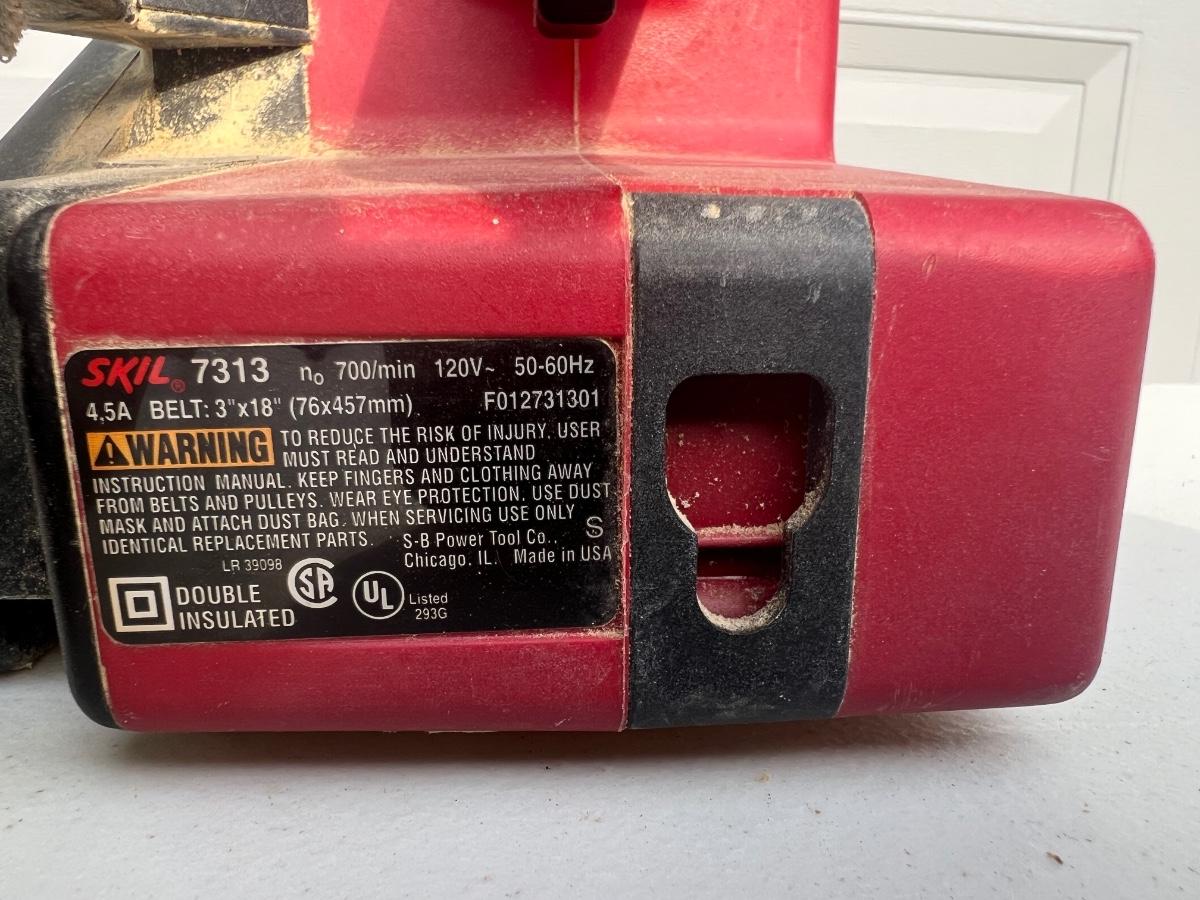 SKIL® 7313 n₀ 700/min 120V~ 50-60Hz
4,5A BELT: 3"x18" (76x457mm) F012731301
WARNING TO REDUCE THE RISK OF INJURY. USER
MUST READ AND UNDERSTAND
INSTRUCTION MANUAL. KEEP FINGERS AND CLOTHING AWAY
FROM BELTS AND PULLEYS. WEAR EYE PROTECTION. USE DUST
MASK AND ATTACH DUST BAG. WHEN SERVICING USE ONLY
IDENTICAL REPLACEMENT PARTS. S-B Power Tool Co.. S
Chicago. IL. Made in USA
LR 39098
DOUBLE
INSULATED
SA
UL
Listed
293G